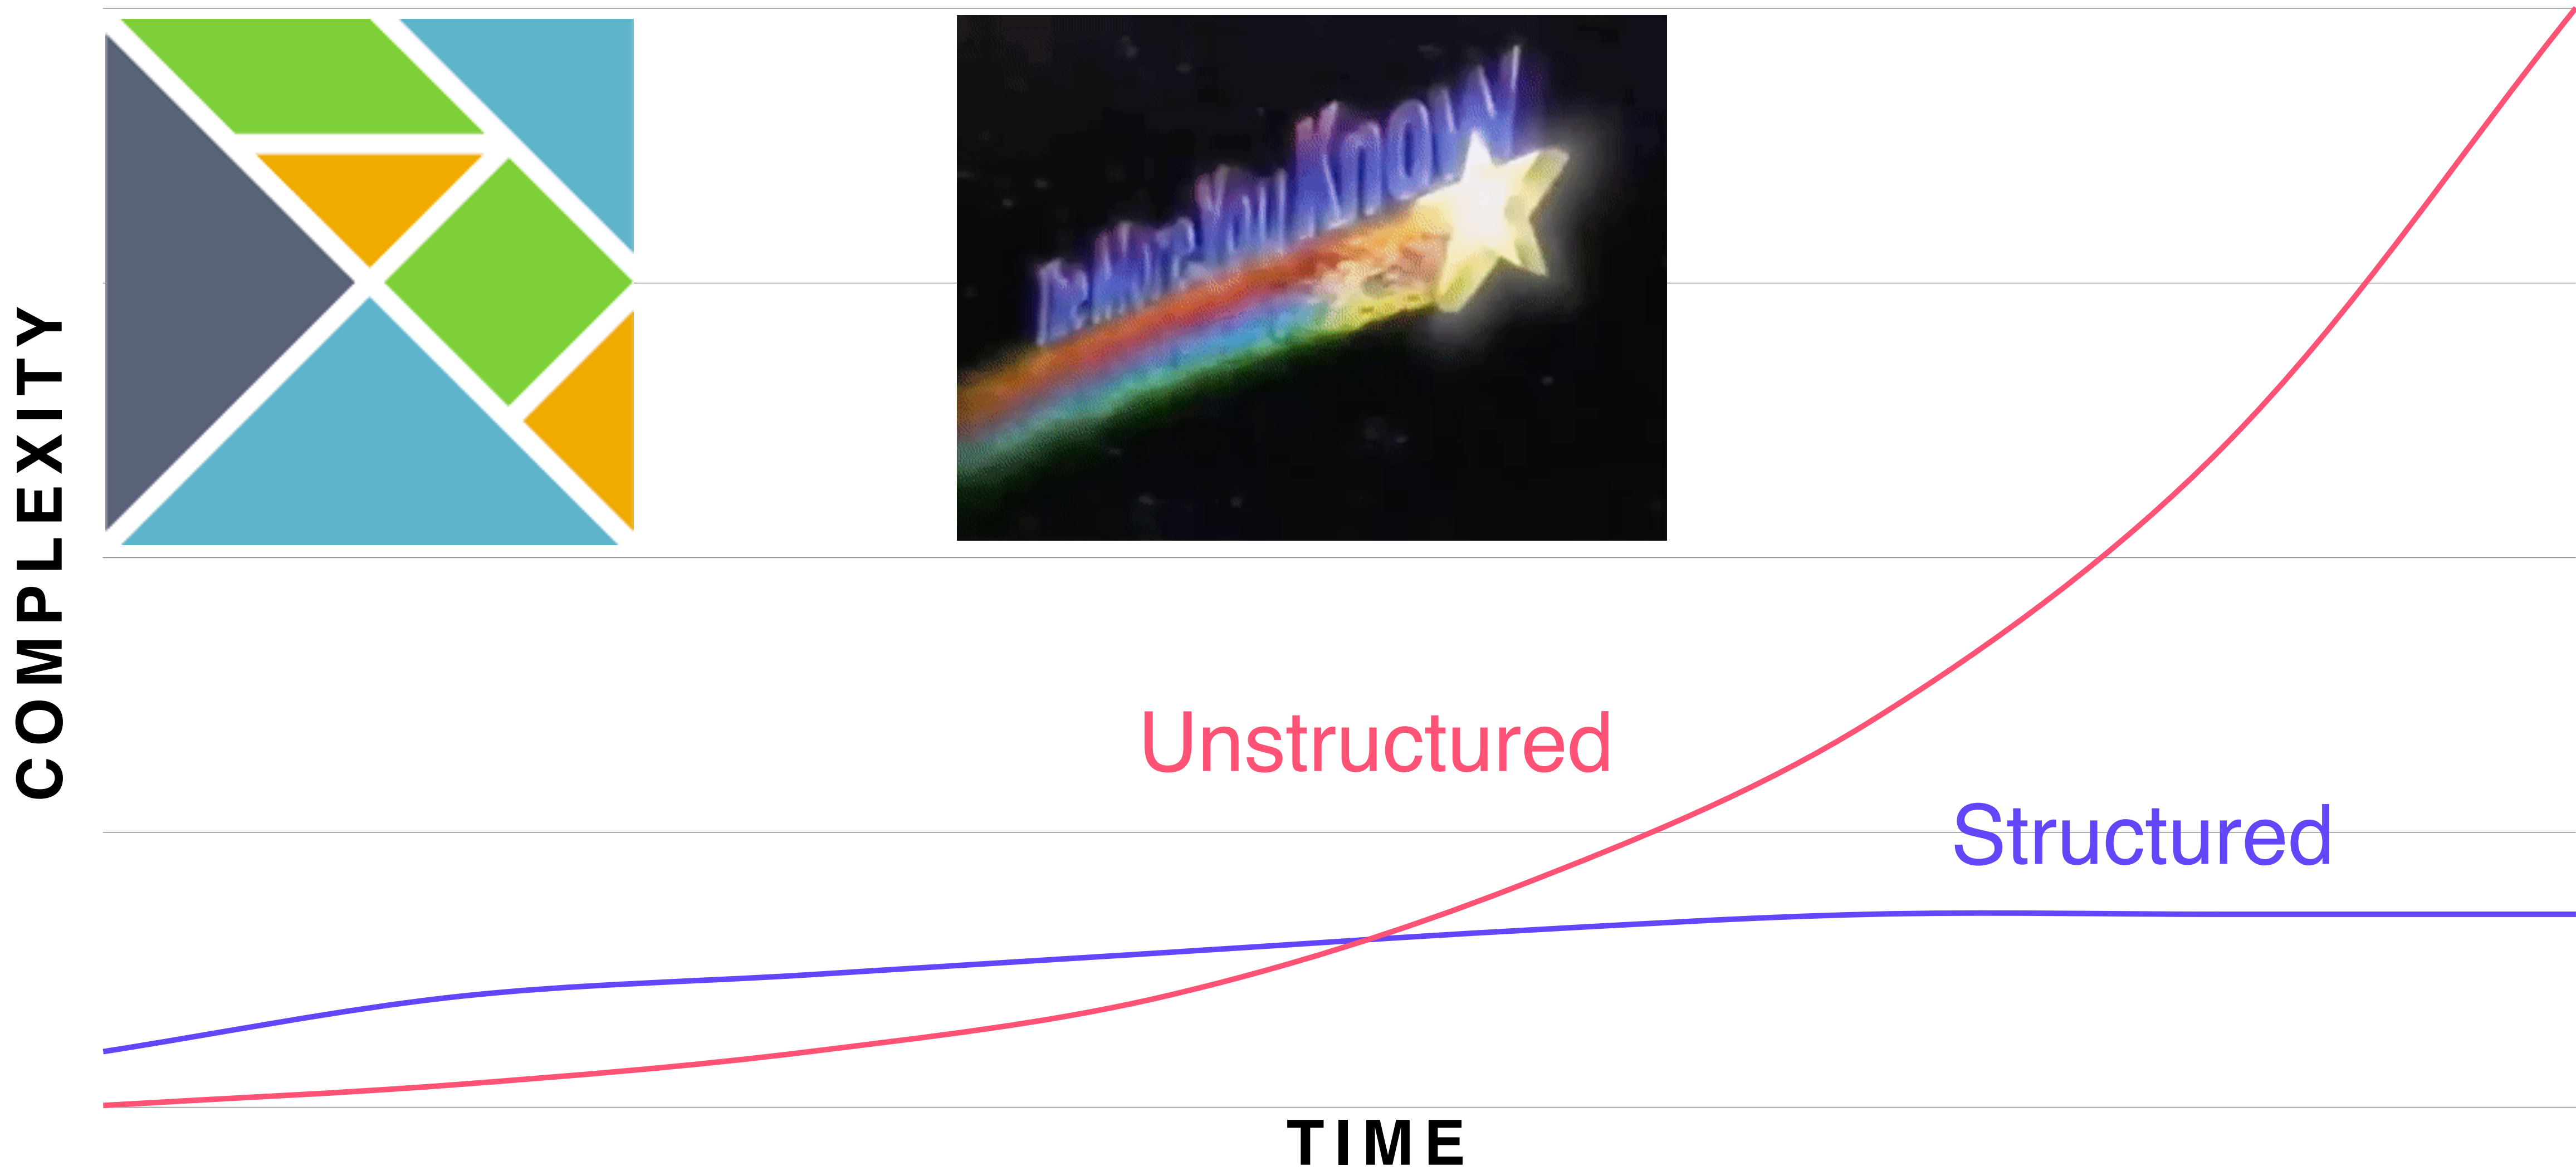 COMPLEXITY
The More You Know
Unstructured
Structured
TIME